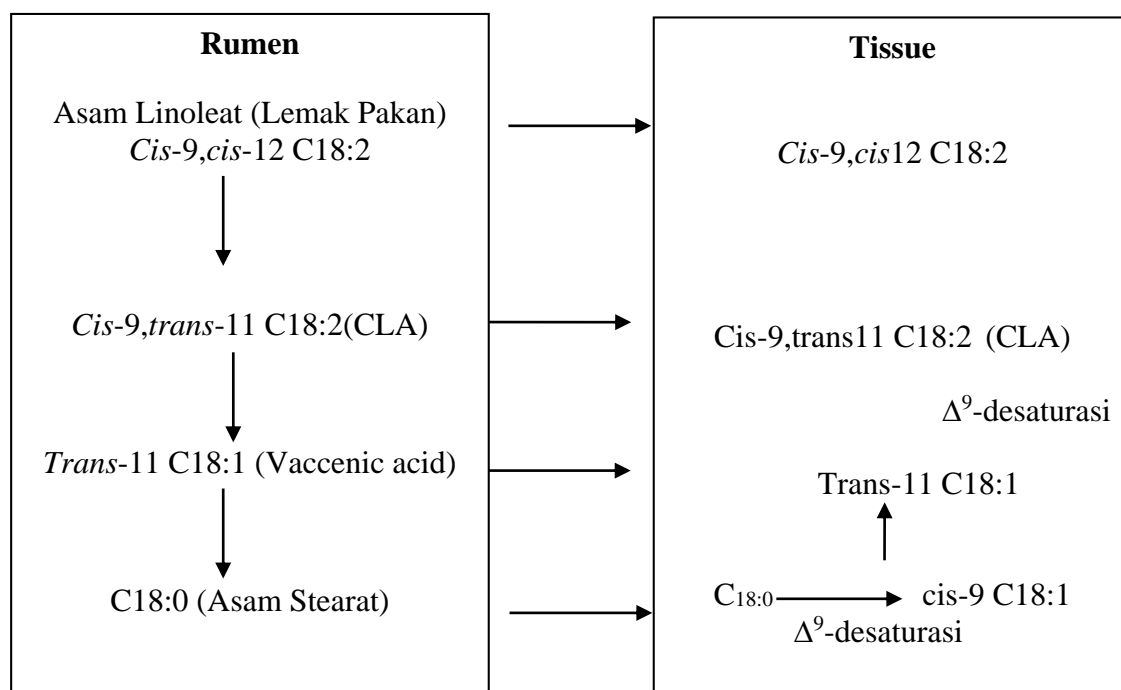 Rumen
Asam Linoleat (Lemak Pakan)
Cis-9,cis-12 C18:2
Cis-9,trans-11 C18:2(CLA)
Trans-11 C18:1 (Vaccenic acid)
C18:0 (Asam Stearat)
Tissue
Cis-9,cis12 C18:2
Cis-9,trans11 C18:2 (CLA)
Δ⁹-desaturasi
Trans-11 C18:1
C₁₈:₀ cis-9 C18:1
Δ⁹-desaturasi